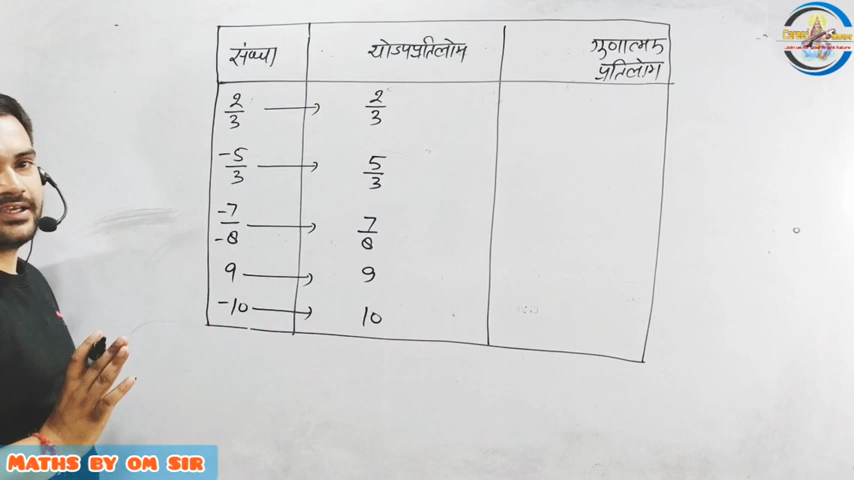 संख्या योज्यप्रतिलोम गुणात्मक
प्रतिलोम
2/3 → 2/3
-5/3 → 5/3
-7/-8 → 7/8
9 → 9
-10 → 10
MATHS BY OM SIR